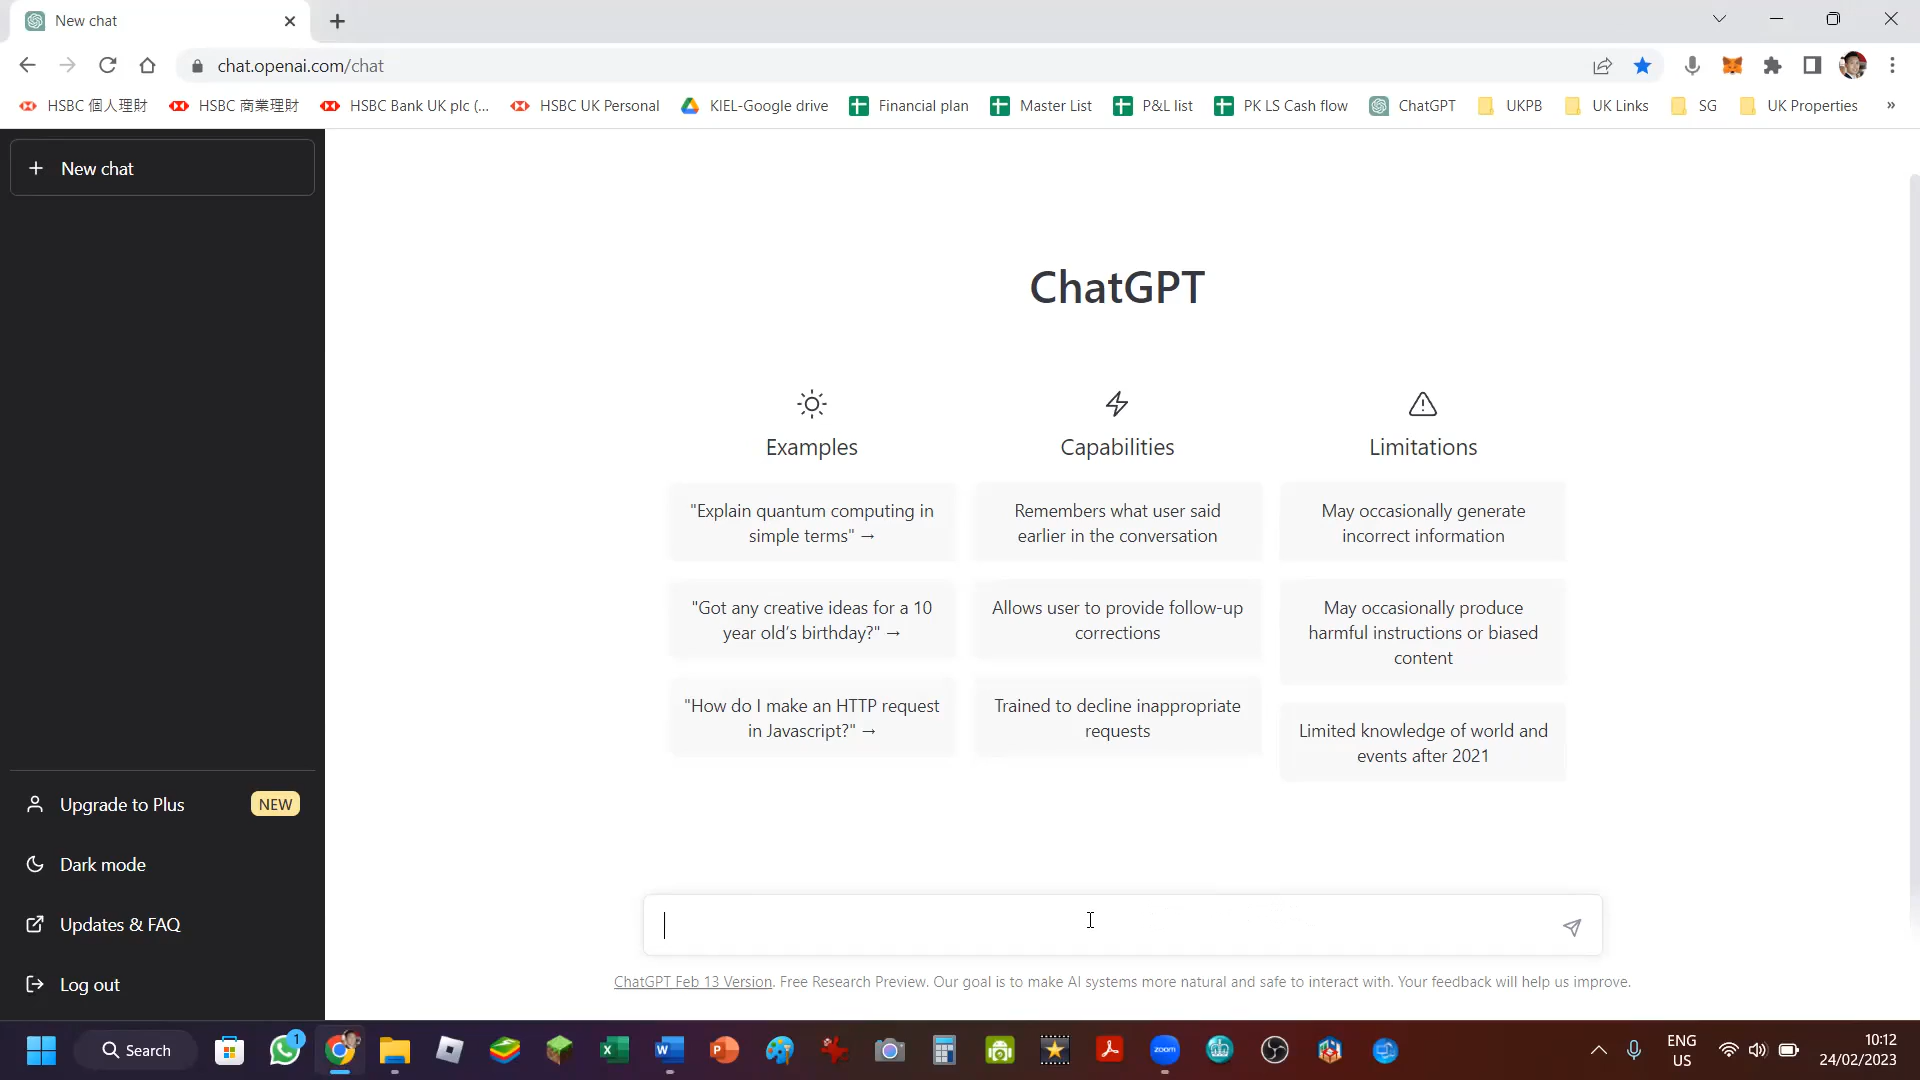 New chat
chat.openai.com/chat
HSBC 個人理財 HSBC 商業理財 HSBC Bank UK plc (... HSBC UK Personal KIEL-Google drive Financial plan Master List P&L list PK LS Cash flow ChatGPT UKPB UK Links SG UK Properties »
+ New chat
ChatGPT
Examples
"Explain quantum computing in
simple terms" →
"Got any creative ideas for a 10
year old's birthday?" →
"How do I make an HTTP request
in Javascript?" →
Capabilities
Remembers what user said
earlier in the conversation
Allows user to provide follow-up
corrections
Trained to decline inappropriate
requests
Limitations
May occasionally generate
incorrect information
May occasionally produce
harmful instructions or biased
content
Limited knowledge of world and
events after 2021
Upgrade to Plus NEW
Dark mode
Updates & FAQ
Log out
ChatGPT Feb 13 Version. Free Research Preview. Our goal is to make AI systems more natural and safe to interact with. Your feedback will help us improve.
Search
1
zoom
ENG
US
10:12
24/02/2023